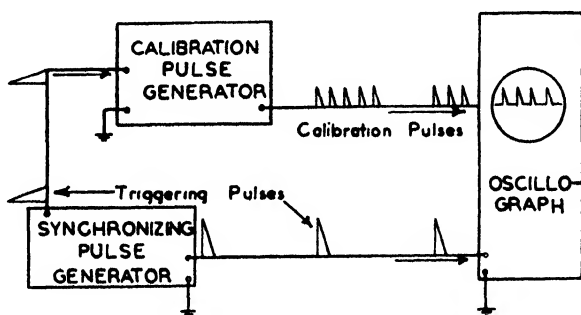 CALIBRATION
PULSE
GENERATOR
Calibration Pulses
OSCILLO-
GRAPH
Triggering Pulses
SYNCHRONIZING
PULSE
GENERATOR